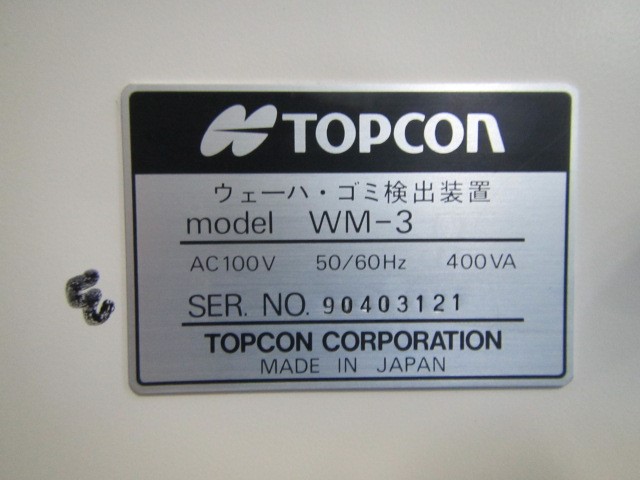 TOPCON
ウェーハ・ゴミ検出装置
model WM-3
AC100V 50/60Hz 400VA
SER. NO. 90403121
TOPCON CORPORATION
MADE IN JAPAN